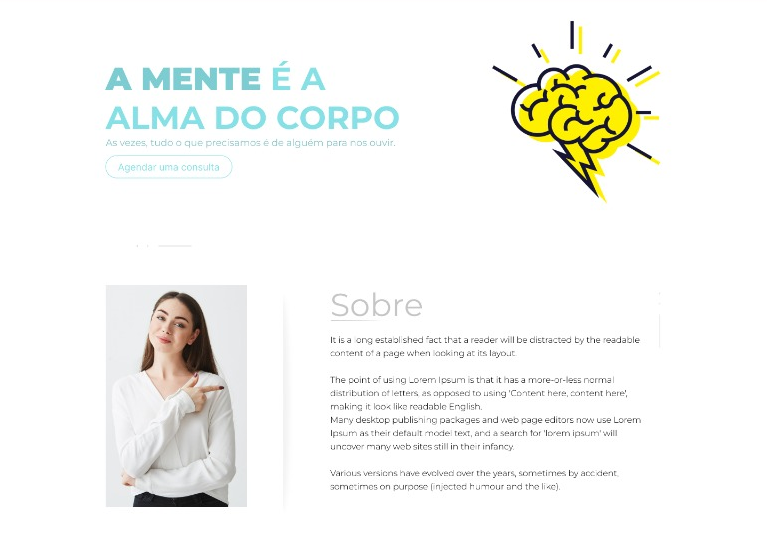 A MENTE É A
ALMA DO CORPO
As vezes, tudo o que precisamos é de alguém para nos ouvir.
Agendar uma consulta
Sobre
It is a long established fact that a reader will be distracted by the readable
content of a page when looking at its layout.
The point of using Lorem Ipsum is that it has a more-or-less normal
distribution of letters, as opposed to using 'Content here, content here',
making it look like readable English.
Many desktop publishing packages and web page editors now use Lorem
Ipsum as their default model text, and a search for 'lorem ipsum' will
uncover many web sites still in their infancy.
Various versions have evolved over the years, sometimes by accident,
sometimes on purpose (injected humour and the like).